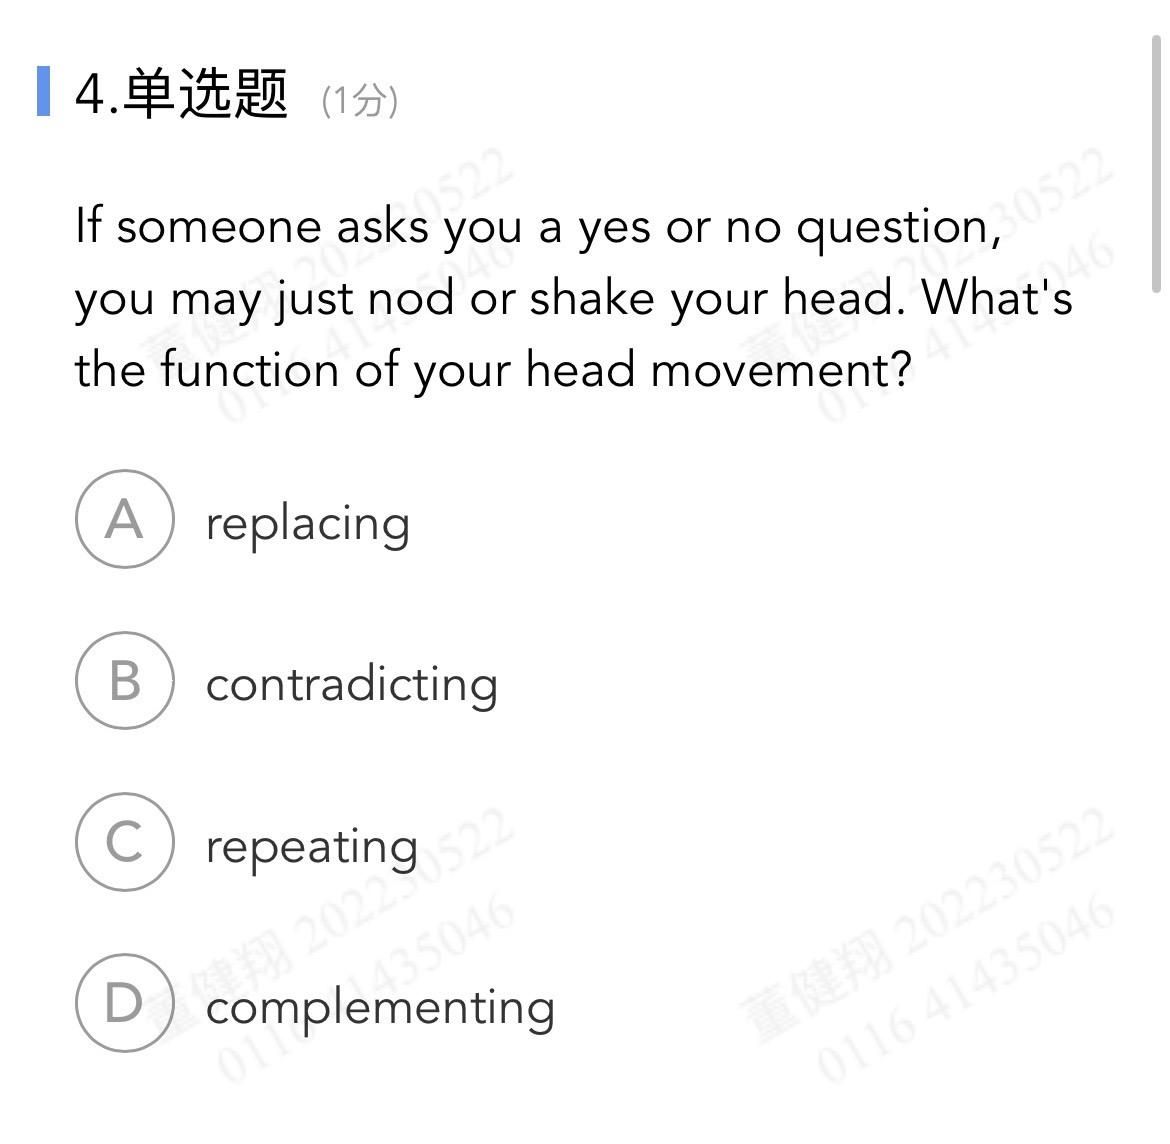 4.单选题 (1分)
If someone asks you a yes or no question,
you may just nod or shake your head. What's
the function of your head movement?
A replacing
B contradicting
C repeating
D complementing
董健翔 202230522
0116 41435046
董健翔 202230522
0116 41435046
董健翔 202230522
0116 41435046
董健翔 202230522
0116 41435046